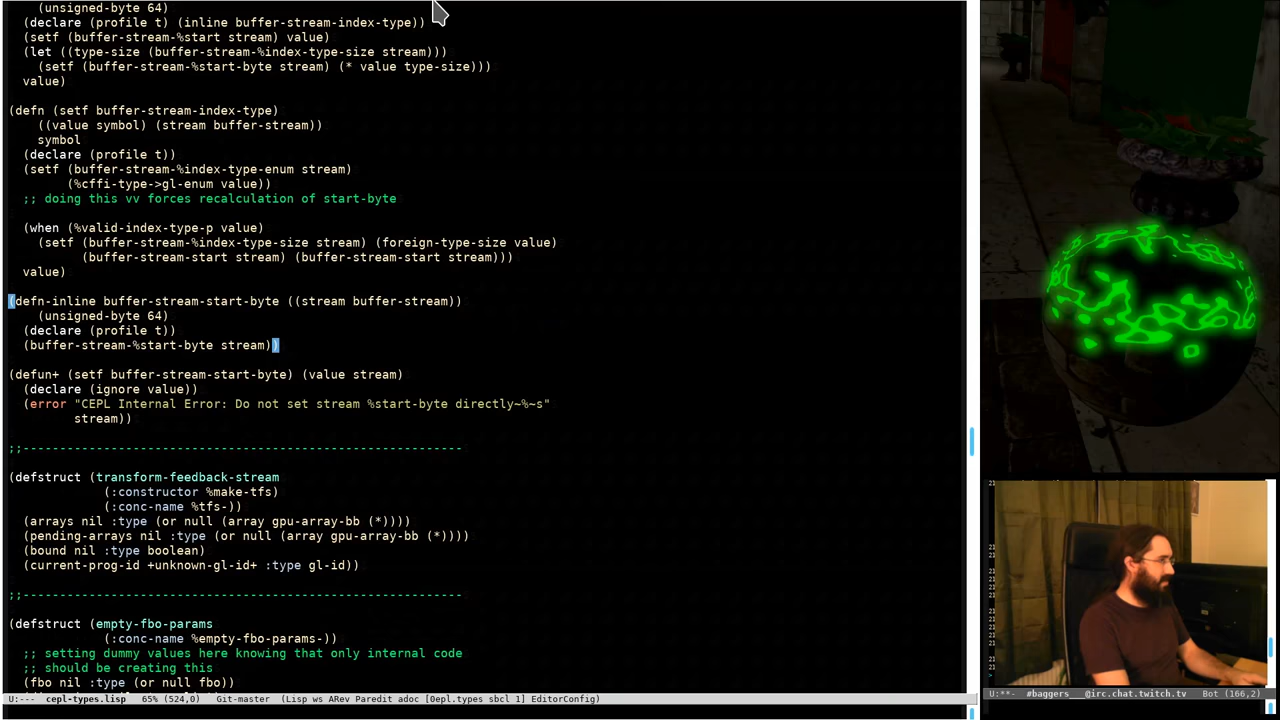 (unsigned-byte 64)
(declare (profile t) (inline buffer-stream-index-type))
(setf (buffer-stream-%start stream) value)
(let ((type-size (buffer-stream-%index-type-size stream)))
(setf (buffer-stream-%start-byte stream) (* value type-size)))
value)
(defn (setf buffer-stream-index-type)
((value symbol) (stream buffer-stream))
symbol
(declare (profile t))
(setf (buffer-stream-%index-type-enum stream)
(%cffi-type->gl-enum value))
;; doing this vv forces recalculation of start-byte
(when (%valid-index-type-p value)
(setf (buffer-stream-%index-type-size stream) (foreign-type-size value)
(buffer-stream-start stream) (buffer-stream-start stream)))
value)
(defn-inline buffer-stream-start-byte ((stream buffer-stream))
(unsigned-byte 64)
(declare (profile t))
(buffer-stream-%start-byte stream))
(defun+ (setf buffer-stream-start-byte) (value stream)
(declare (ignore value))
(error "CEPL Internal Error: Do not set stream %start-byte directly~%~s"
stream))
;;------------------------------------------------------------
(defstruct (transform-feedback-stream
(:constructor %make-tfs)
(:conc-name %tfs-))
(arrays nil :type (or null (array gpu-array-bb (*))))
(pending-arrays nil :type (or null (array gpu-array-bb (*))))
(bound nil :type boolean)
(current-prog-id +unknown-gl-id+ :type gl-id))
;;------------------------------------------------------------
(defstruct (empty-fbo-params
(:conc-name %empty-fbo-params-))
;; setting dummy values here knowing that only internal code
;; should be creating this
(fbo nil :type (or null fbo))
U:--- cepl-types.lisp 65% (524,0) Git-master (Lisp ws ARev Paredit adoc [0epl.types sbcl 1] EditorConfig)
U:**- #baggers___@irc.chat.twitch.tv Bot (166,2)